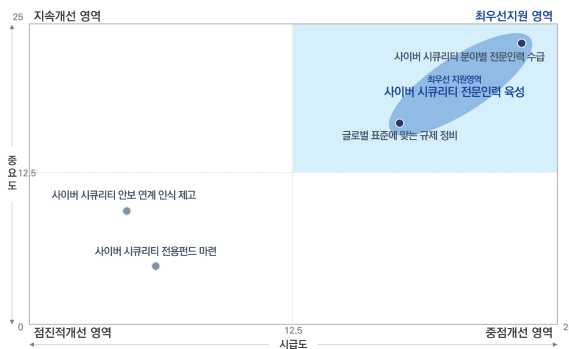 25
지속개선 영역
최우선지원 영역
사이버 시큐리티 분야별 전문인력 수급
최우선 지원영역
사이버 시큐리티 전문인력 육성
글로벌 표준에 맞는 규제 정비
중요도
12.5
사이버 시큐리티 안보 연계 인식 제고
사이버 시큐리티 전용펀드 마련
0
점진적개선 영역
12.5
중점개선 영역
2
시급도